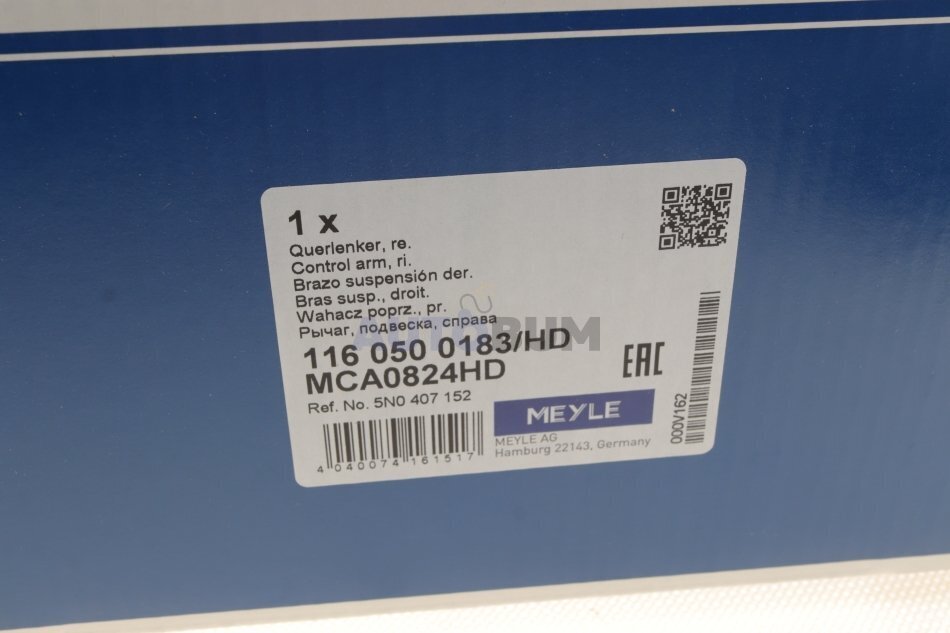 1 x
Querlenker, re.
Control arm, ri.
Brazo suspensión der.
Bras susp., droit.
Wahacz poprz., pr.
Рычаг, подвеска, справа
AUTOBUM
116 050 0183/HD
MCA0824HD
Ref. No. 5N0 407 152
MEYLE
MEYLE AG
Hamburg 22143, Germany
4 040074 161517
EAC
000V162